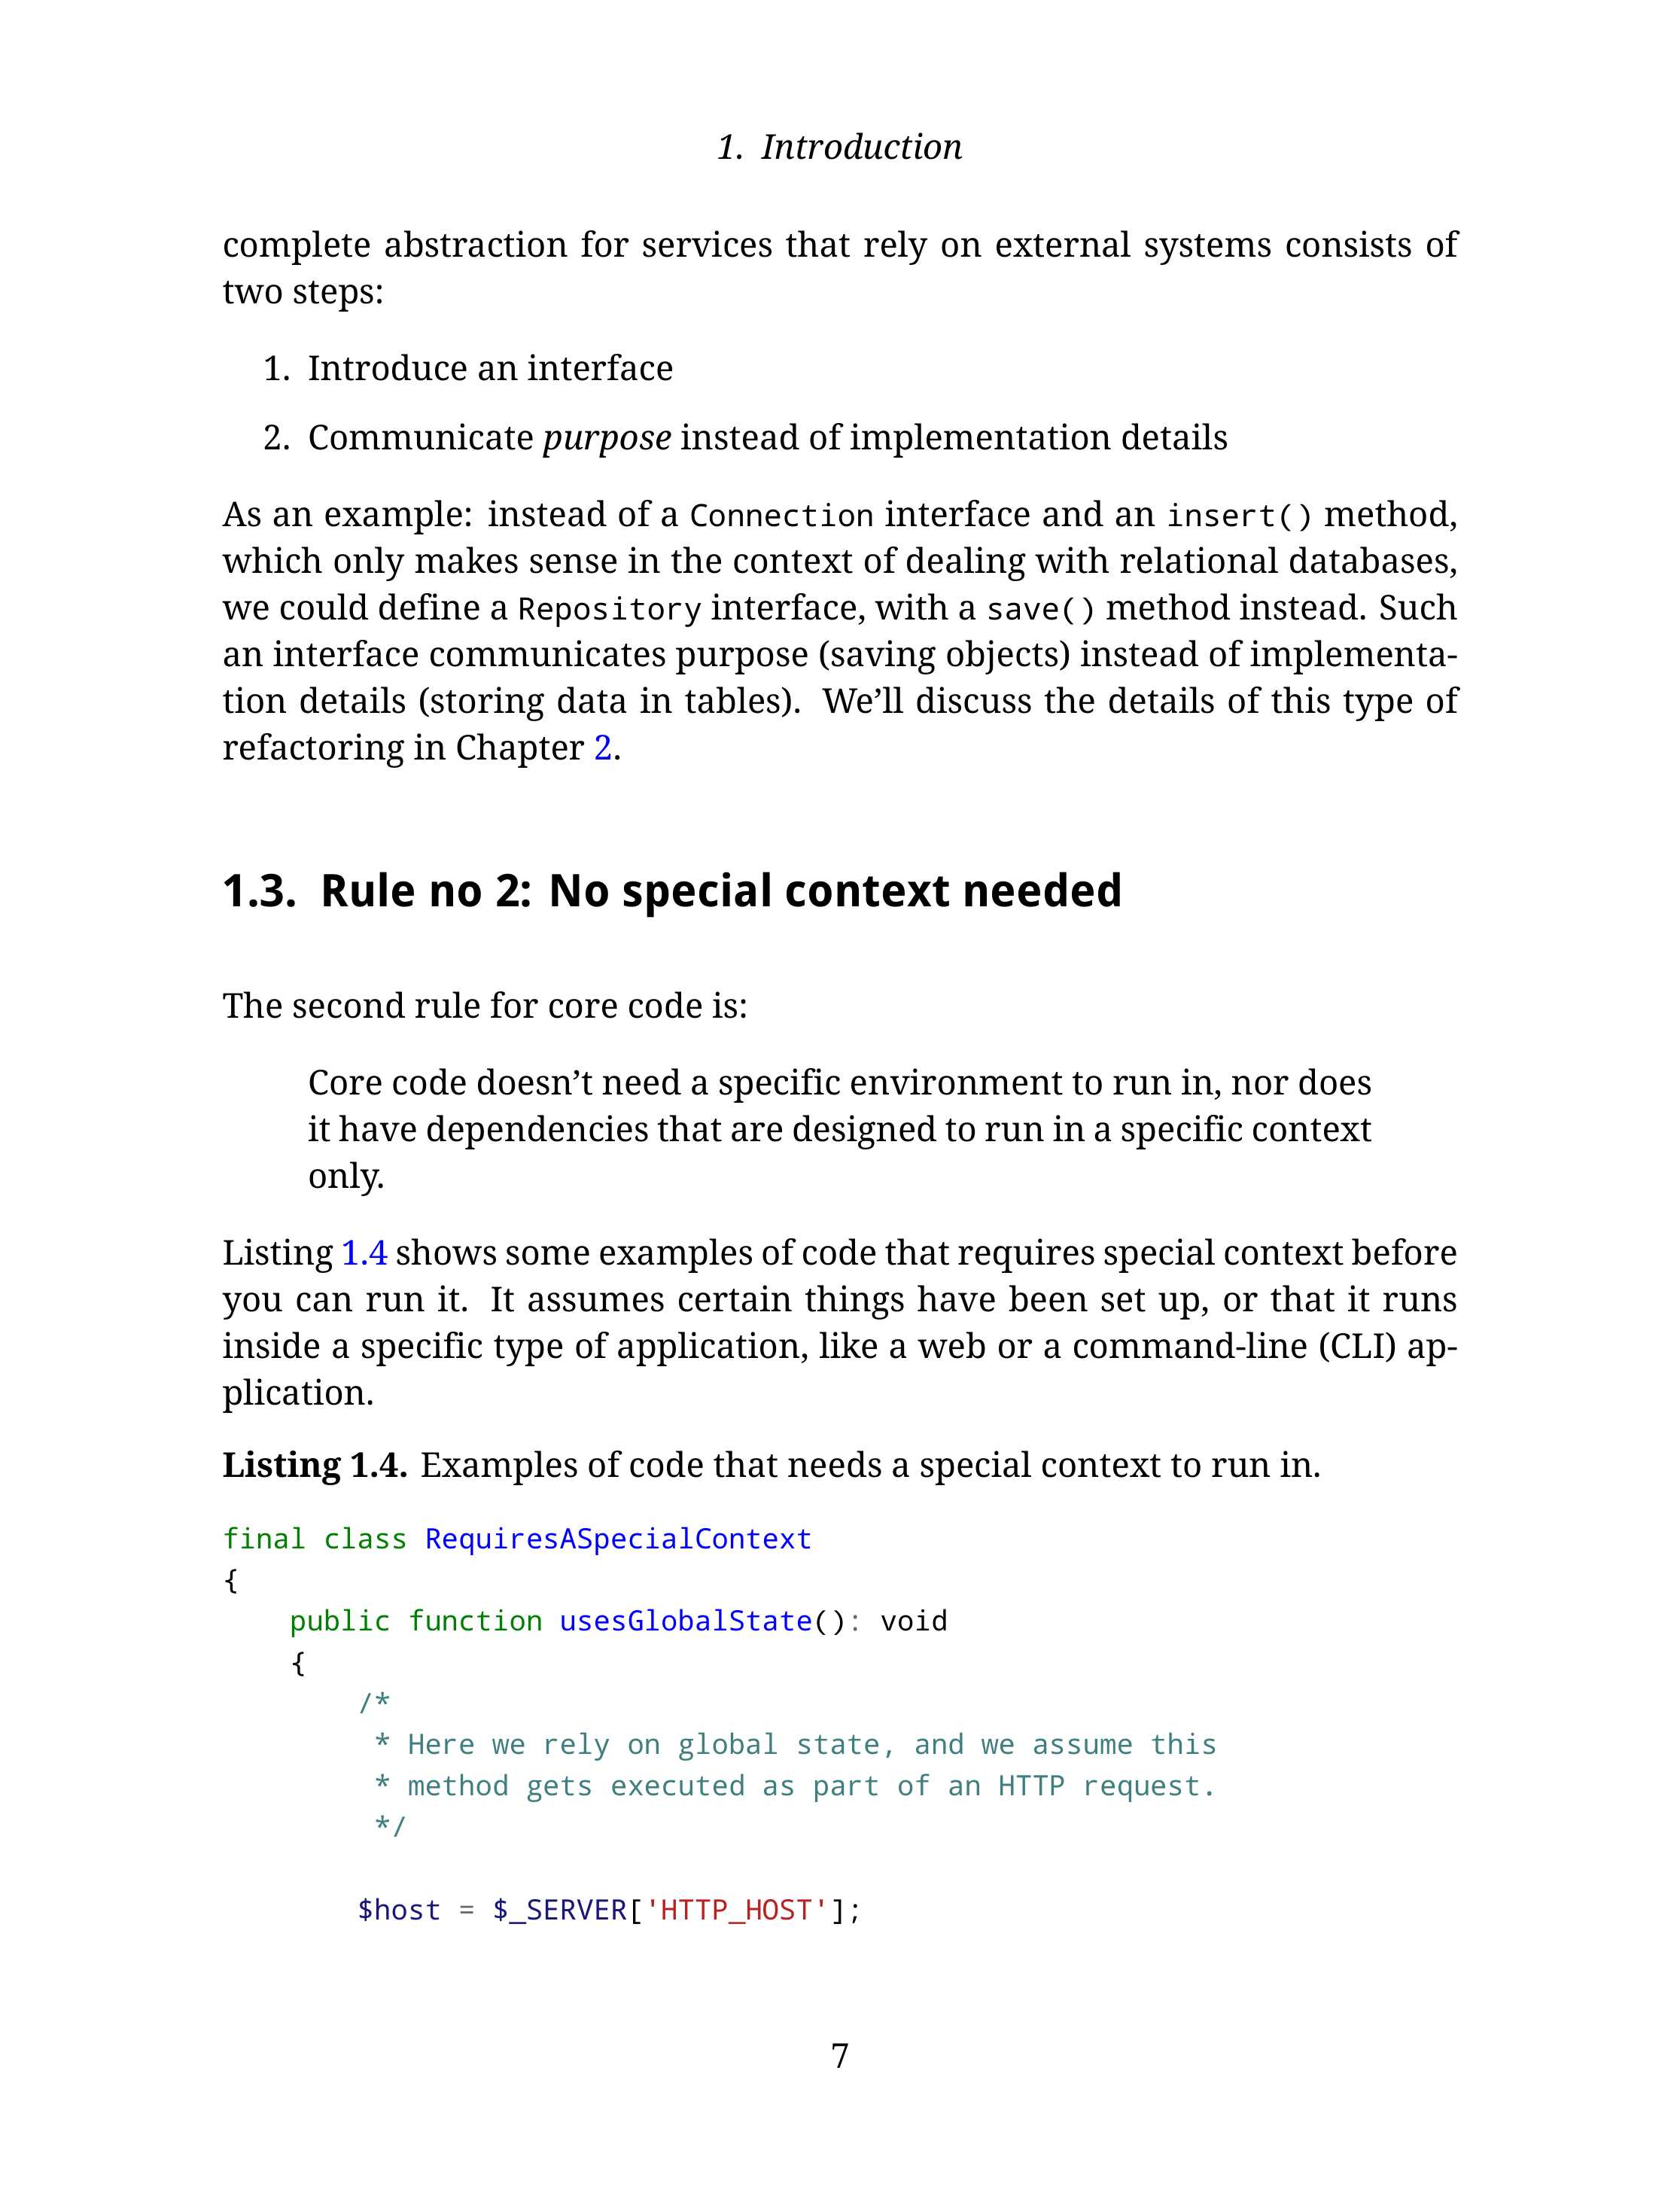 1. Introduction
complete abstraction for services that rely on external systems consists of
two steps:
1. Introduce an interface
2. Communicate purpose instead of implementation details
As an example: instead of a Connection interface and an insert() method,
which only makes sense in the context of dealing with relational databases,
we could define a Repository interface, with a save() method instead. Such
an interface communicates purpose (saving objects) instead of implementa-
tion details (storing data in tables). We’ll discuss the details of this type of
refactoring in Chapter 2.
1.3. Rule no 2: No special context needed
The second rule for core code is:
Core code doesn’t need a specific environment to run in, nor does
it have dependencies that are designed to run in a specific context
only.
Listing 1.4 shows some examples of code that requires special context before
you can run it. It assumes certain things have been set up, or that it runs
inside a specific type of application, like a web or a command-line (CLI) ap-
plication.
Listing 1.4. Examples of code that needs a special context to run in.
final class RequiresASpecialContext
{
    public function usesGlobalState(): void
    {
        /*
         * Here we rely on global state, and we assume this
         * method gets executed as part of an HTTP request.
         */
        $host = $_SERVER['HTTP_HOST'];
7